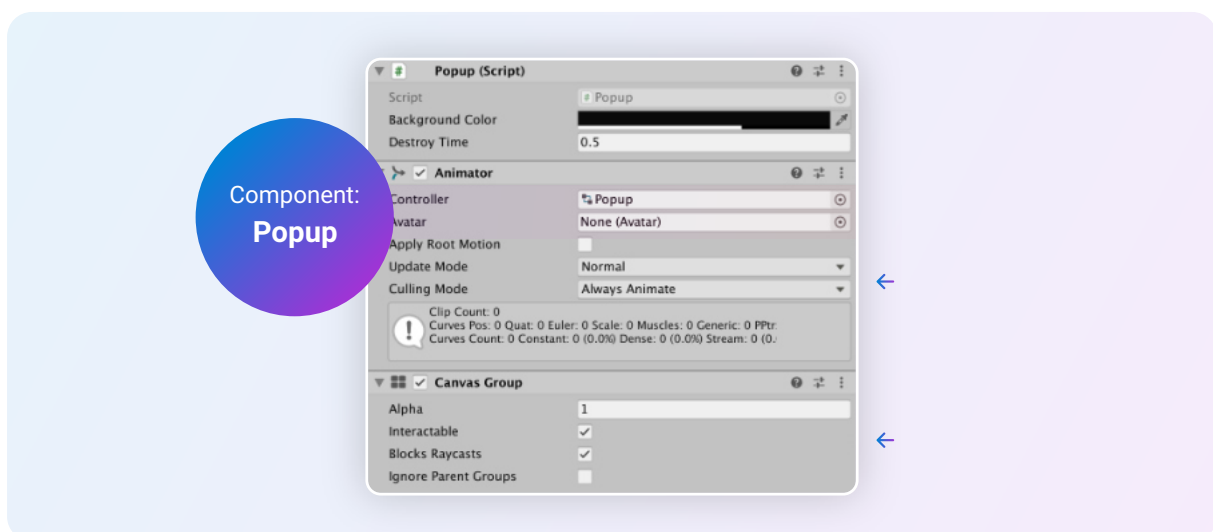 Popup (Script)
Script Popup
Background Color
Destroy Time 0.5
Animator
Controller Popup
Avatar None (Avatar)
Apply Root Motion
Update Mode Normal
Culling Mode Always Animate
Clip Count: 0
Curves Pos: 0 Quat: 0 Euler: 0 Scale: 0 Muscles: 0 Generic: 0 PPtr:
Curves Count: 0 Constant: 0 (0.0%) Dense: 0 (0.0%) Stream: 0 (0.
Canvas Group
Alpha 1
Interactable
Blocks Raycasts
Ignore Parent Groups
Component:
Popup